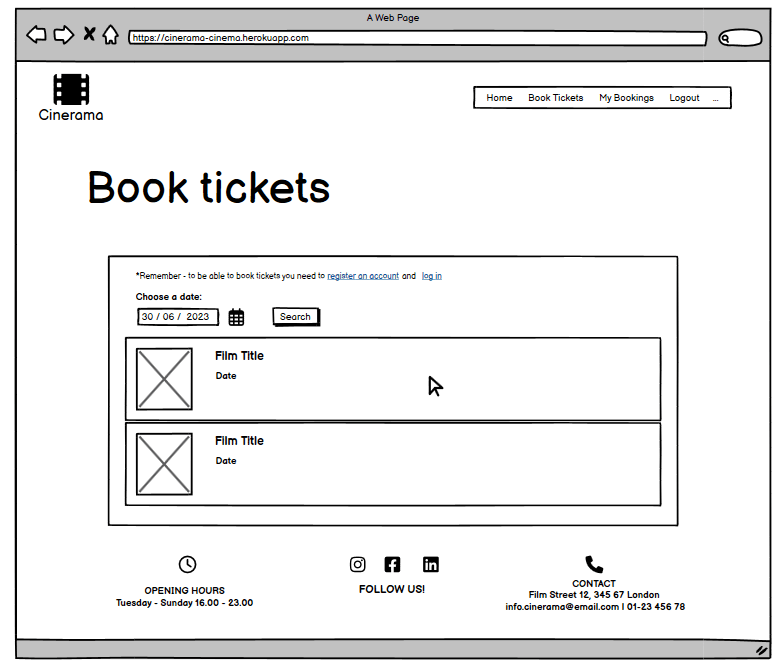 A Web Page
https://cinerama-cinema.herokuapp.com
Cinerama
Home Book Tickets My Bookings Logout ...
Book tickets
*Remember - to be able to book tickets you need to register an account and log in
Choose a date:
30 / 06 / 2023 Search
Film Title
Date
Film Title
Date
OPENING HOURS
Tuesday - Sunday 16.00 - 23.00
FOLLOW US!
CONTACT
Film Street 12, 345 67 London
info.cinerama@email.com | 01-23 456 78